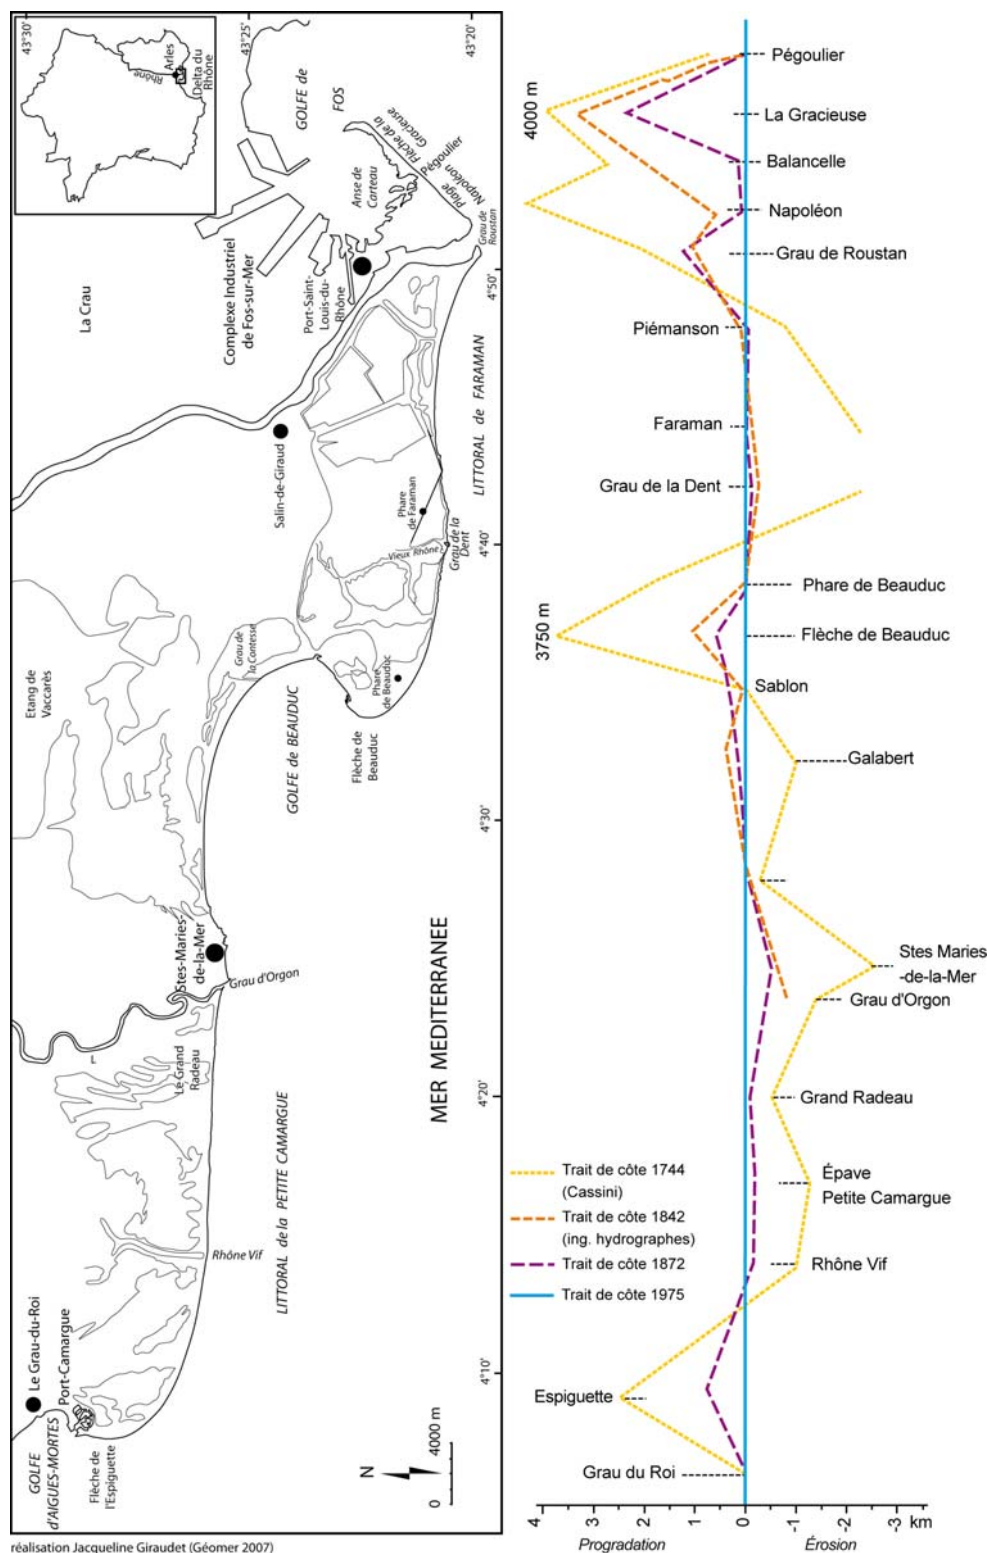 43°30'
43°25'
43°20'
Rhône
Arles
Delta du
Rhône
GOLFE DE
FOS
La Crau
Complexe Industriel
de Fos-sur-Mer
Port-Saint-
Louis-du-
Rhône
Anse de
Carteau
Flèche de la
Gracieuse
Pégoulier
Plage
Napoléon
Grau de
Roustan
4°50'
Salin-de-Giraud
LITTORAL de FARAMAN
Phare
de Faraman
Vieux Rhône
Grau de la
Dent
4°40'
Etang de
Vaccarès
Grau de
la Comtesse
Phare
de Beauduc
GOLFE de BEAUDUC
Flèche de
Beauduc
4°30'
Stes-Maries-
de-la-Mer
Grau d'Orgon
MER MEDITERRANEE
L
Le Grand
Radeau
4°20'
LITTORAL de la PETITE CAMARGUE
Rhône Vif
Le Grau-du-Roi
Port-Camargue
GOLFE
d'AIGUES-MORTES
Flèche de
l'Espiguette
4°10'
N
0 4000 m
réalisation Jacqueline Giraudet (Géomer 2007)
4000 m
Pégoulier
La Gracieuse
Balancelle
Napoléon
Grau de Roustan
Piémanson
Faraman
Grau de la Dent
Phare de Beauduc
3750 m
Flèche de Beauduc
Sablon
Galabert
Stes Maries
-de-la-Mer
Grau d'Orgon
Grand Radeau
Épave
Petite Camargue
Rhône Vif
Espiguette
Grau du Roi
Trait de côte 1744
(Cassini)
Trait de côte 1842
(ing. hydrographes)
Trait de côte 1872
Trait de côte 1975
4 3 2 1 0 -1 -2 -3 km
Progradation Érosion